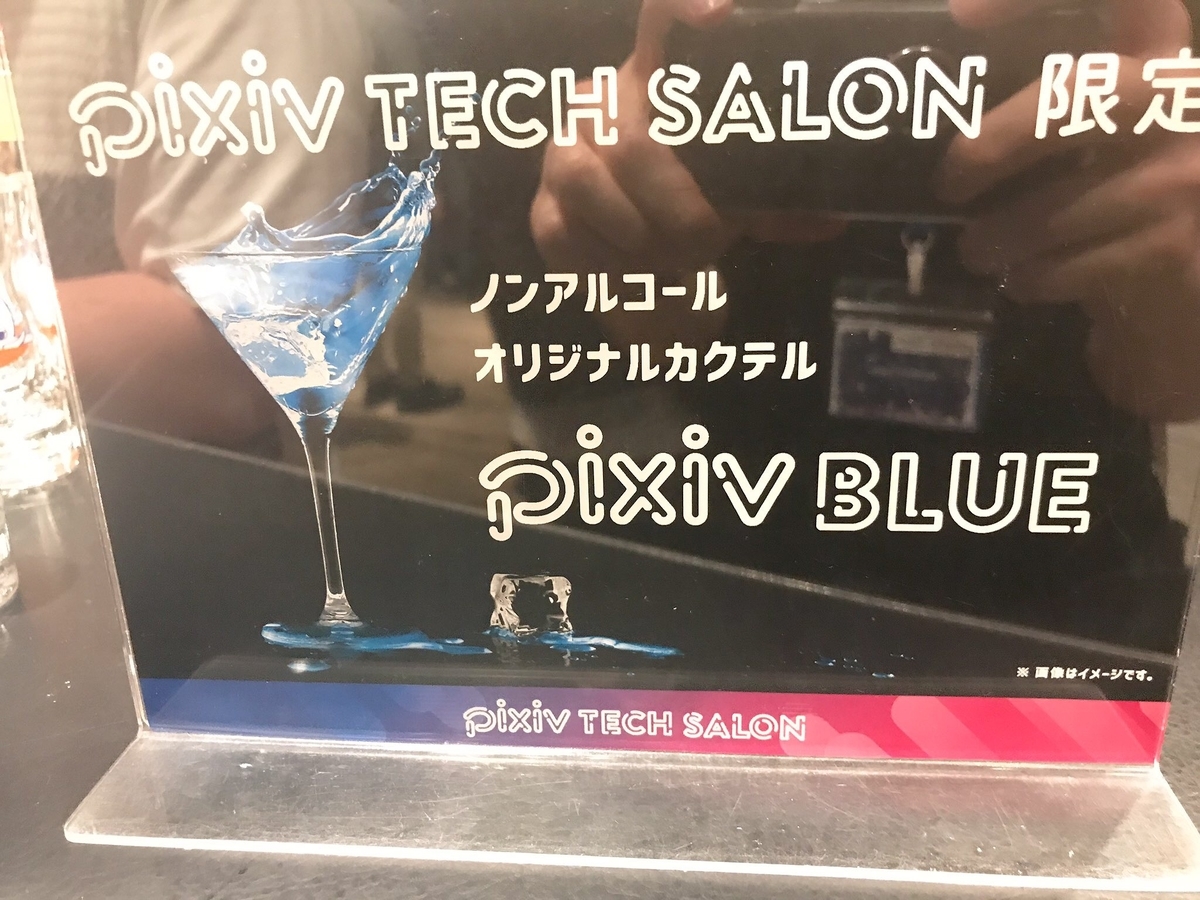 pixiv TECH SALON 限定
ノンアルコール
オリジナルカクテル
pixiv BLUE
※ 画像はイメージです。
pixiv TECH SALON